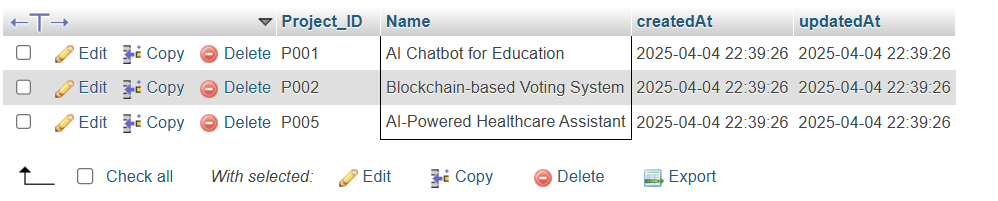 Project_ID Name createdAt updatedAt
Edit Copy Delete P001 AI Chatbot for Education 2025-04-04 22:39:26 2025-04-04 22:39:26
Edit Copy Delete P002 Blockchain-based Voting System 2025-04-04 22:39:26 2025-04-04 22:39:26
Edit Copy Delete P005 AI-Powered Healthcare Assistant 2025-04-04 22:39:26 2025-04-04 22:39:26
Check all With selected: Edit Copy Delete Export